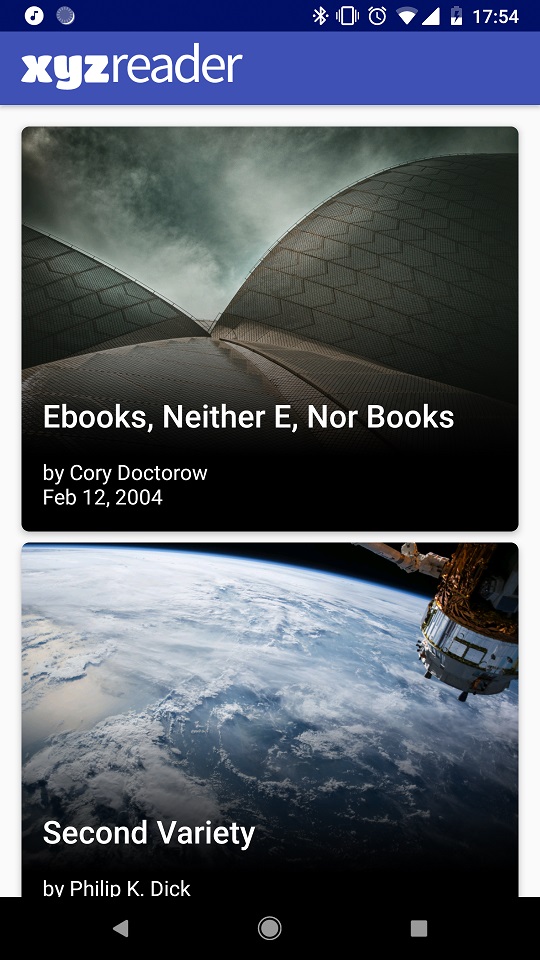 17:54
xyzreader
Ebooks, Neither E, Nor Books
by Cory Doctorow
Feb 12, 2004
Second Variety
by Philip K. Dick